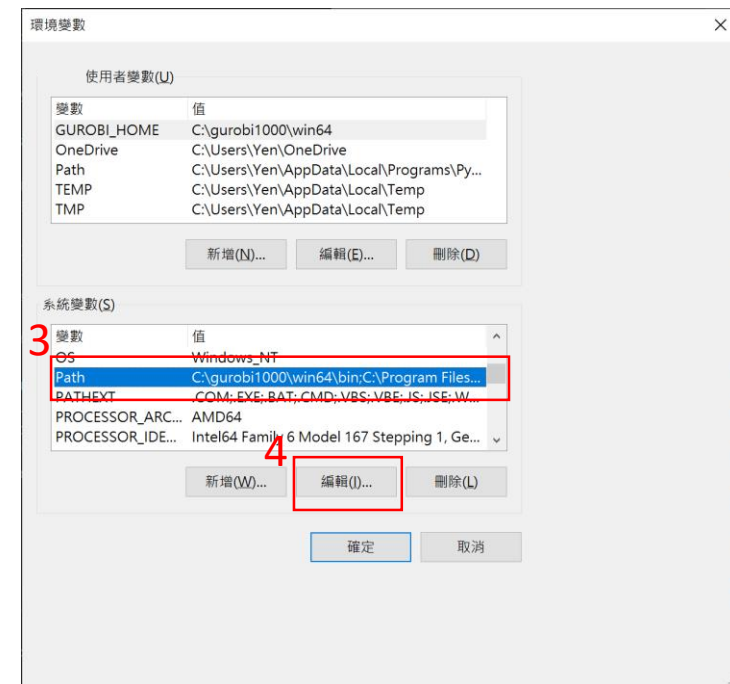 環境變數
使用者變數(U)
變數 值
GUROBI_HOME C:\gurobi1000\win64
OneDrive C:\Users\Yen\OneDrive
Path C:\Users\Yen\AppData\Local\Programs\Py...
TEMP C:\Users\Yen\AppData\Local\Temp
TMP C:\Users\Yen\AppData\Local\Temp
新增(N)... 編輯(E)... 刪除(D)
系統變數(S)
3
變數 值
OS Windows_NT
Path C:\gurobi1000\win64\bin;C:\Program Files...
PATHEXT .COM;.EXE;.BAT;.CMD;.VBS;.VBE;.JS;.JSE;.W...
PROCESSOR_ARC... AMD64
PROCESSOR_IDE... Intel64 Family 6 Model 167 Stepping 1, Ge...
4
新增(W)... 編輯(I)... 刪除(L)
確定 取消